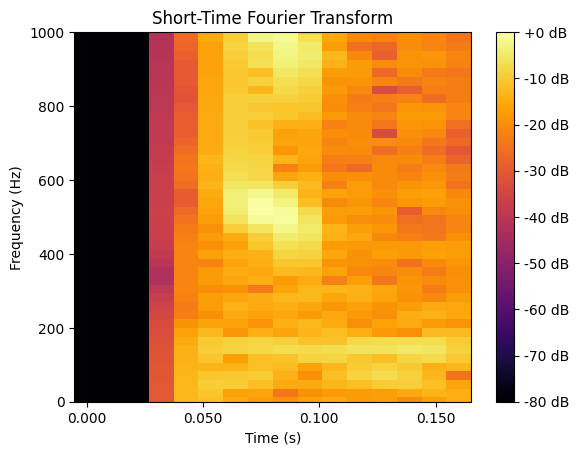 Short-Time Fourier Transform
1000
800
600
400
200
0
Frequency (Hz)
0.000
0.050
0.100
0.150
Time (s)
+0 dB
-10 dB
-20 dB
-30 dB
-40 dB
-50 dB
-60 dB
-70 dB
-80 dB